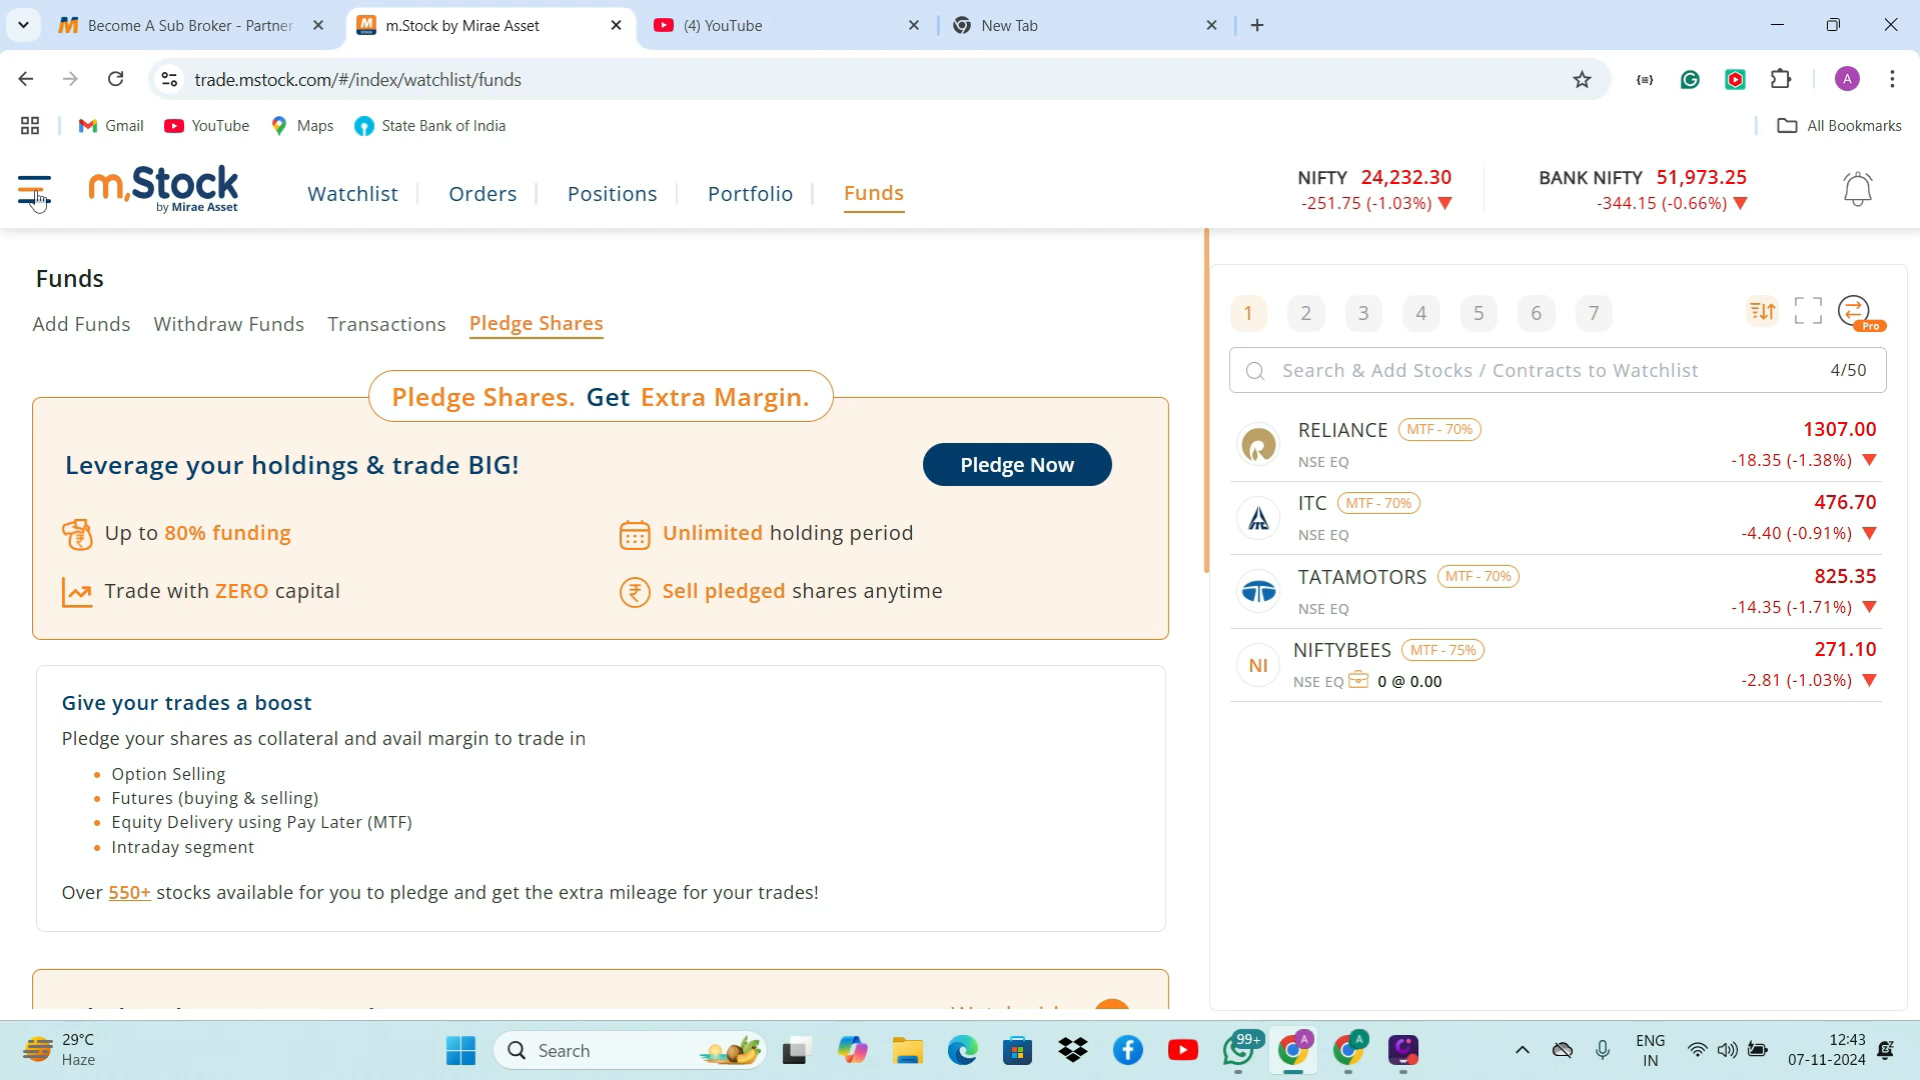 Become A Sub Broker - Partner
m.Stock by Mirae Asset
(4) YouTube
New Tab
trade.mstock.com/#/index/watchlist/funds
A
Gmail
YouTube
Maps
State Bank of India
All Bookmarks
m.Stock
by Mirae Asset
Watchlist
Orders
Positions
Portfolio
Funds
NIFTY 24,232.30
-251.75 (-1.03%)
BANK NIFTY 51,973.25
-344.15 (-0.66%)
Funds
Add Funds
Withdraw Funds
Transactions
Pledge Shares
Pledge Shares. Get Extra Margin.
Leverage your holdings & trade BIG!
Pledge Now
Up to 80% funding
Unlimited holding period
Trade with ZERO capital
Sell pledged shares anytime
Give your trades a boost
Pledge your shares as collateral and avail margin to trade in
Option Selling
Futures (buying & selling)
Equity Delivery using Pay Later (MTF)
Intraday segment
Over 550+ stocks available for you to pledge and get the extra mileage for your trades!
1 2 3 4 5 6 7
Pro
Search & Add Stocks / Contracts to Watchlist
4/50
RELIANCE MTF - 70% 1307.00
NSE EQ -18.35 (-1.38%)
ITC MTF - 70% 476.70
NSE EQ -4.40 (-0.91%)
TATAMOTORS MTF - 70% 825.35
NSE EQ -14.35 (-1.71%)
NI NIFTYBEES MTF - 75% 271.10
NSE EQ 0 @ 0.00 -2.81 (-1.03%)
29°C
Haze
Search
99+
ENG
IN
12:43
07-11-2024